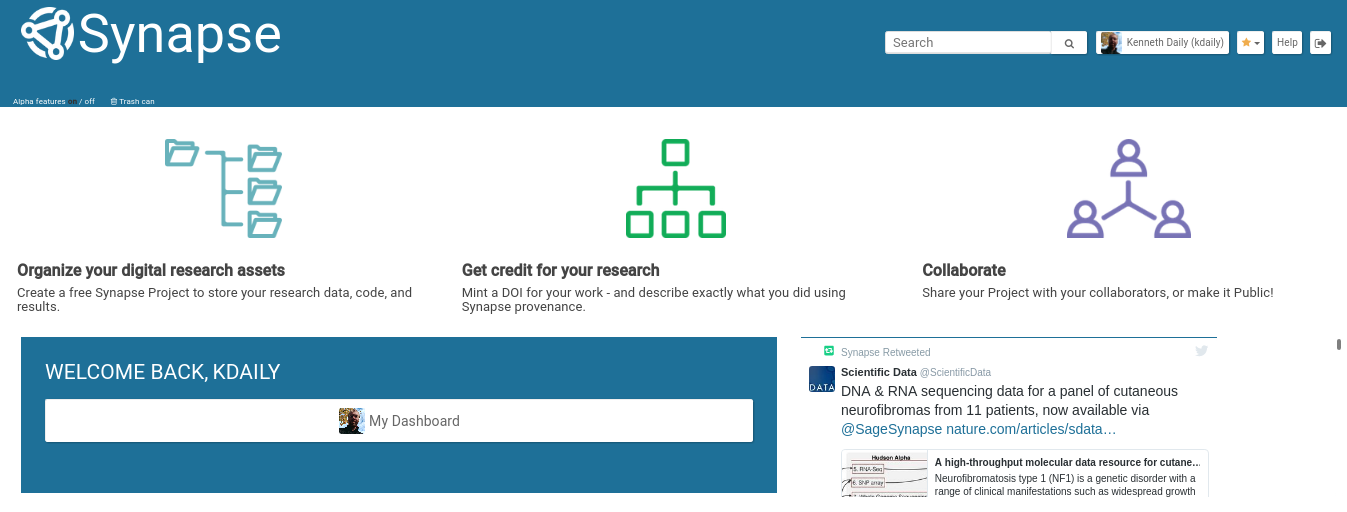 Synapse
Search
Kenneth Daily (kdaily)
Help
Alpha features on / off
Trash can
Organize your digital research assets
Create a free Synapse Project to store your research data, code, and
results.
Get credit for your research
Mint a DOI for your work - and describe exactly what you did using
Synapse provenance.
Collaborate
Share your Project with your collaborators, or make it Public!
WELCOME BACK, KDAILY
My Dashboard
Synapse Retweeted
DATA
Scientific Data @ScientificData
DNA & RNA sequencing data for a panel of cutaneous
neurofibromas from 11 patients, now available via
@SageSynapse nature.com/articles/sdata…
Hudson Alpha
5. RNA-Seq
6. SNP array
A high-throughput molecular data resource for cutane…
Neurofibromatosis type 1 (NF1) is a genetic disorder with a
range of clinical manifestations such as widespread growth